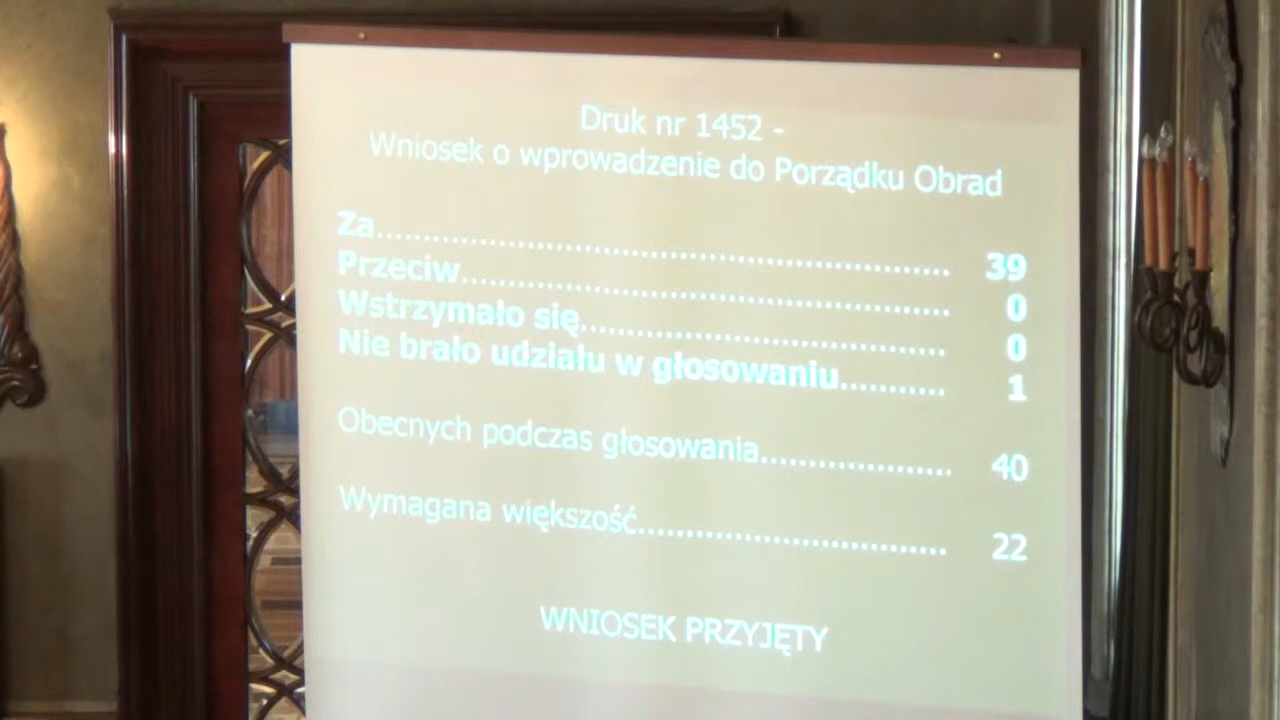 Druk nr 1452 -
Wniosek o wprowadzenie do Porządku Obrad
Za.................................................................. 39
Przeciw......................................................... 0
Wstrzymało się.......................................... 0
Nie brało udziału w głosowaniu............ 1
Obecnych podczas głosowania..................... 40
Wymagana większość................................... 22
WNIOSEK PRZYJĘTY